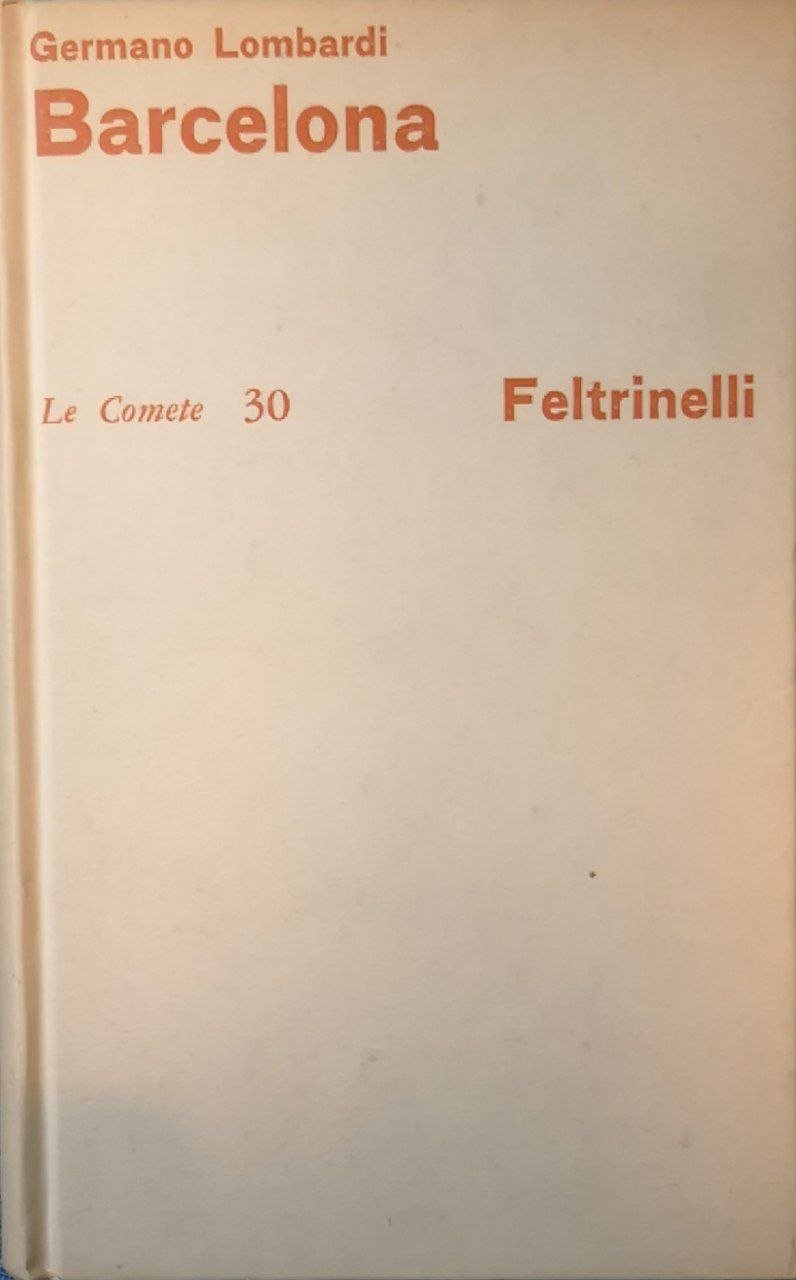 Germano Lombardi
Barcelona
Le Comete 30 Feltrinelli